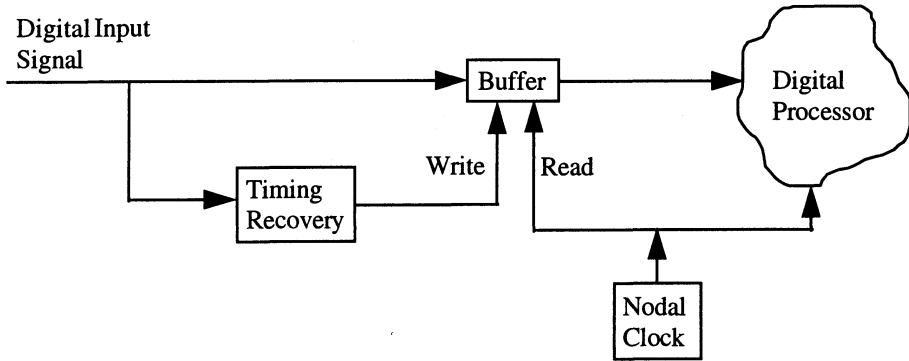 Digital Input
Signal
Buffer
Digital
Processor
Write
Read
Timing
Recovery
Nodal
Clock